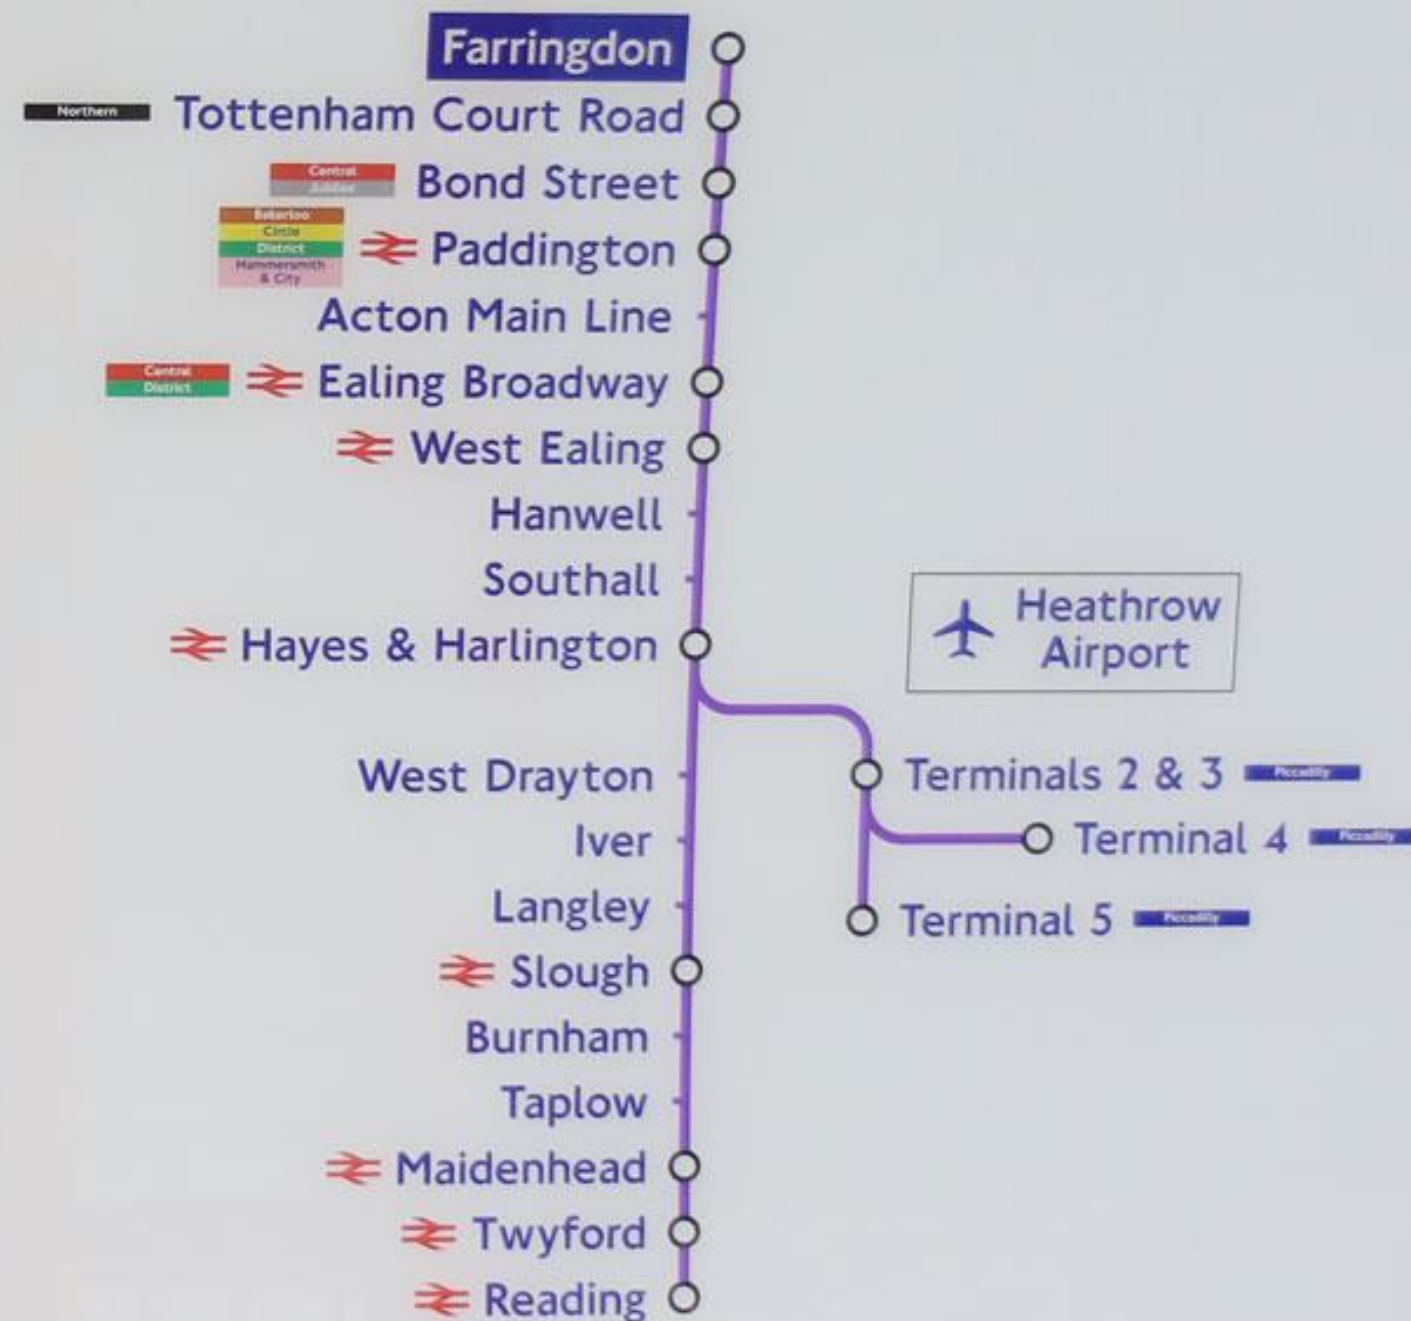 Farringdon
Northern Tottenham Court Road
Central
Jubilee
Bond Street
Bakerloo
Circle
District
Hammersmith
& City
Paddington
Acton Main Line
Central
District
Ealing Broadway
West Ealing
Hanwell
Southall
Hayes & Harlington
Heathrow
Airport
West Drayton
Terminals 2 & 3 Piccadilly
Iver
Terminal 4 Piccadilly
Langley
Terminal 5 Piccadilly
Slough
Burnham
Taplow
Maidenhead
Twyford
Reading